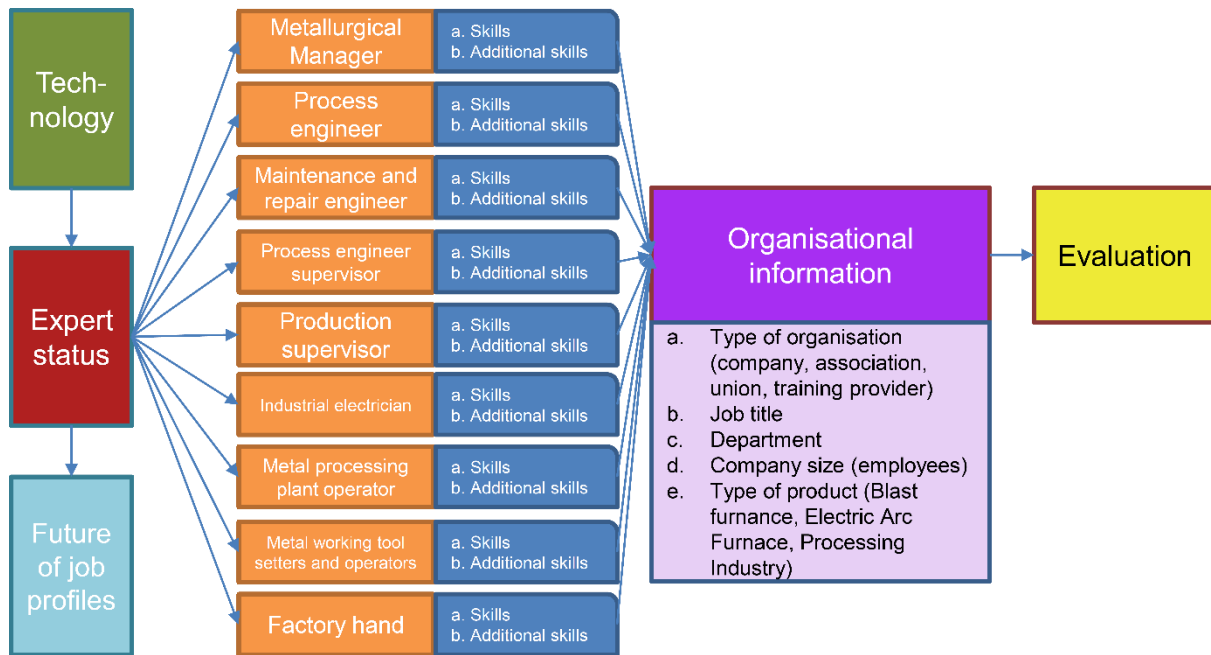 Tech-
nology
Expert
status
Future
of job
profiles
Metallurgical
Manager
a. Skills
b. Additional skills
Process
engineer
a. Skills
b. Additional skills
Maintenance and
repair engineer
a. Skills
b. Additional skills
Process engineer
supervisor
a. Skills
b. Additional skills
Production
supervisor
a. Skills
b. Additional skills
Industrial electrician
a. Skills
b. Additional skills
Metal processing
plant operator
a. Skills
b. Additional skills
Metal working tool
setters and operators
a. Skills
b. Additional skills
Factory hand
a. Skills
b. Additional skills
Organisational
information
a. Type of organisation
(company, association,
union, training provider)
b. Job title
c. Department
d. Company size (employees)
e. Type of product (Blast
furnance, Electric Arc
Furnace, Processing
Industry)
Evaluation